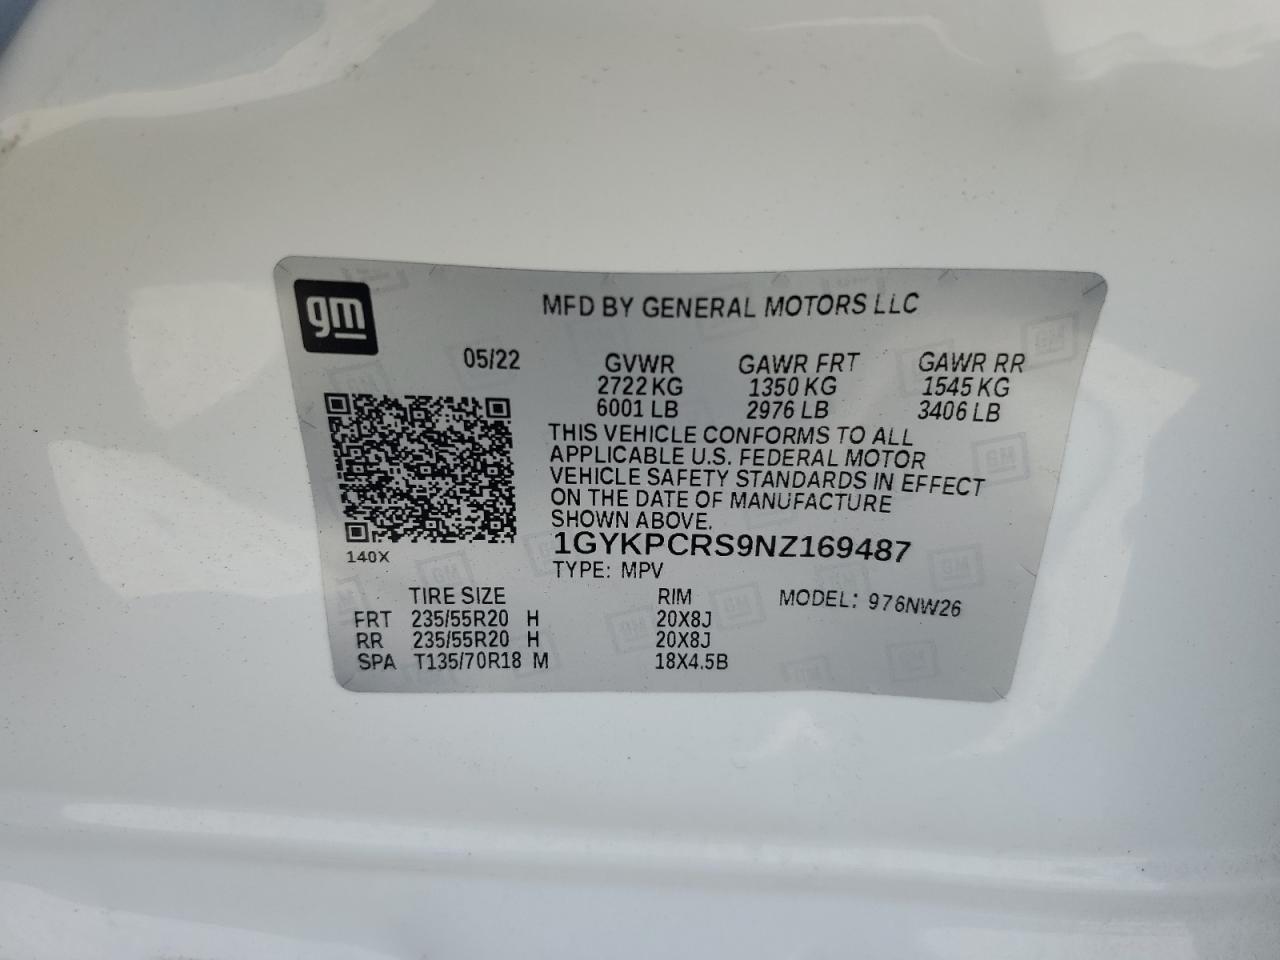 gm
MFD BY GENERAL MOTORS LLC
05/22 GVWR GAWR FRT GAWR RR
2722 KG 1350 KG 1545 KG
6001 LB 2976 LB 3406 LB
THIS VEHICLE CONFORMS TO ALL
APPLICABLE U.S. FEDERAL MOTOR
VEHICLE SAFETY STANDARDS IN EFFECT
ON THE DATE OF MANUFACTURE
SHOWN ABOVE.
1GYKPCRS9NZ169487
140X
TYPE: MPV
TIRE SIZE RIM MODEL: 976NW26
FRT 235/55R20 H 20X8J
RR 235/55R20 H 20X8J
SPA T135/70R18 M 18X4.5B